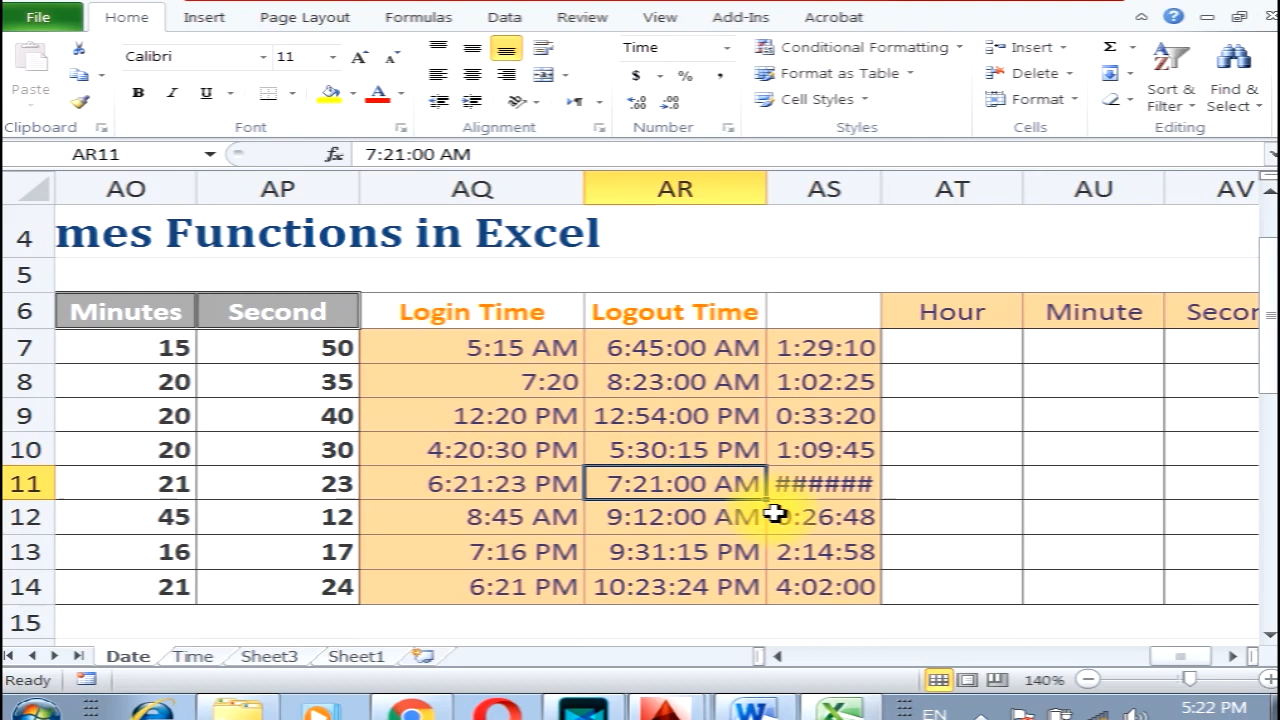 File Home Insert Page Layout Formulas Data Review View Add-Ins Acrobat
Calibri 11 Time Conditional Formatting Insert Σ
Paste $ % , Format as Table Delete Sort & Find &
B I U A Cell Styles Format Filter Select
Clipboard Font Alignment Number Styles Cells Editing
AR11 fx 7:21:00 AM
AO AP AQ AR AS AT AU AV
4 mes Functions in Excel
5
6 Minutes Second Login Time Logout Time Hour Minute Secor
7 15 50 5:15 AM 6:45:00 AM 1:29:10
8 20 35 7:20 8:23:00 AM 1:02:25
9 20 40 12:20 PM 12:54:00 PM 0:33:20
10 20 30 4:20:30 PM 5:30:15 PM 1:09:45
11 21 23 6:21:23 PM 7:21:00 AM ######
12 45 12 8:45 AM 9:12:00 AM :26:48
13 16 17 7:16 PM 9:31:15 PM 2:14:58
14 21 24 6:21 PM 10:23:24 PM 4:02:00
15
Date Time Sheet3 Sheet1
Ready 140%
EN 5:22 PM